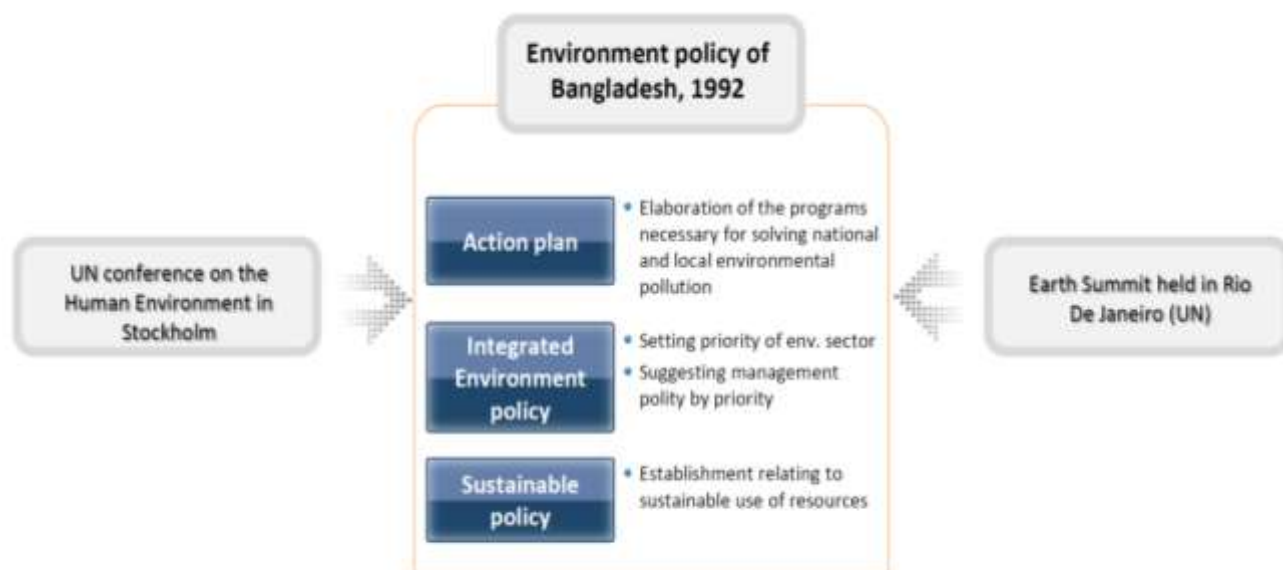 Environment policy of
Bangladesh, 1992
UN conference on the
Human Environment in
Stockholm
Action plan
• Elaboration of the programs
necessary for solving national
and local environmental
pollution
Integrated
Environment
policy
• Setting priority of env. sector
• Suggesting management
polity by priority
Sustainable
policy
• Establishment relating to
sustainable use of resources
Earth Summit held in Rio
De Janeiro (UN)